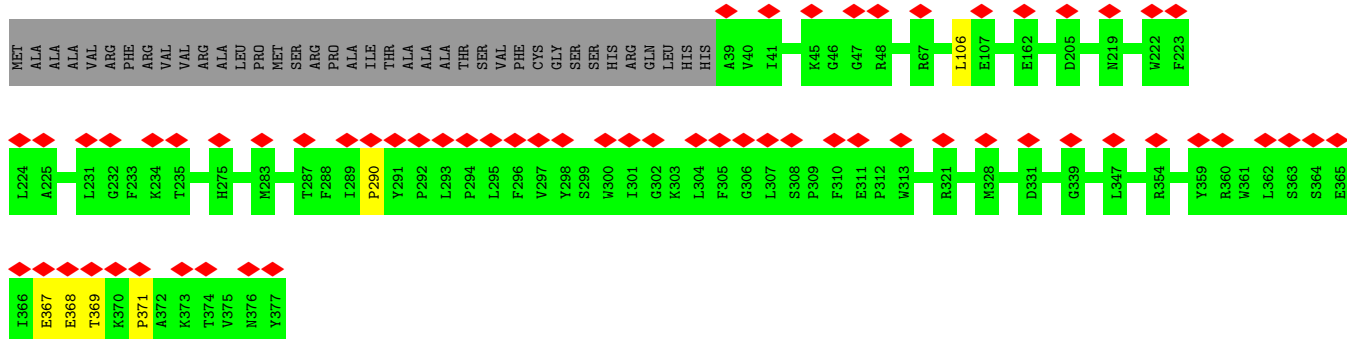 MET ALA ALA ALA VAL ARG PHE ARG VAL VAL ARG ALA LEU PRO MET SER ARG PRO ALA ILE THR ALA ALA ALA THR SER VAL PHE CYS GLY SER SER HIS ARG GLN LEU HIS HIS A39 V40 I41 K45 G46 G47 R48 R67 L106 E107 E162 D205 N219 W222 F223
L224 A225 L231 G232 F233 K234 T235 H275 M283 T287 F288 I289 P290 Y291 P292 L293 P294 L295 F296 V297 Y298 S299 W300 I301 G302 K303 L304 F305 G306 L307 S308 P309 F310 E311 P312 W313 R321 M328 D331 G339 L347 R354 Y359 R360 W361 L362 S363 S364 E365
I366 E367 E368 T369 K370 P371 A372 K373 T374 V375 N376 Y377